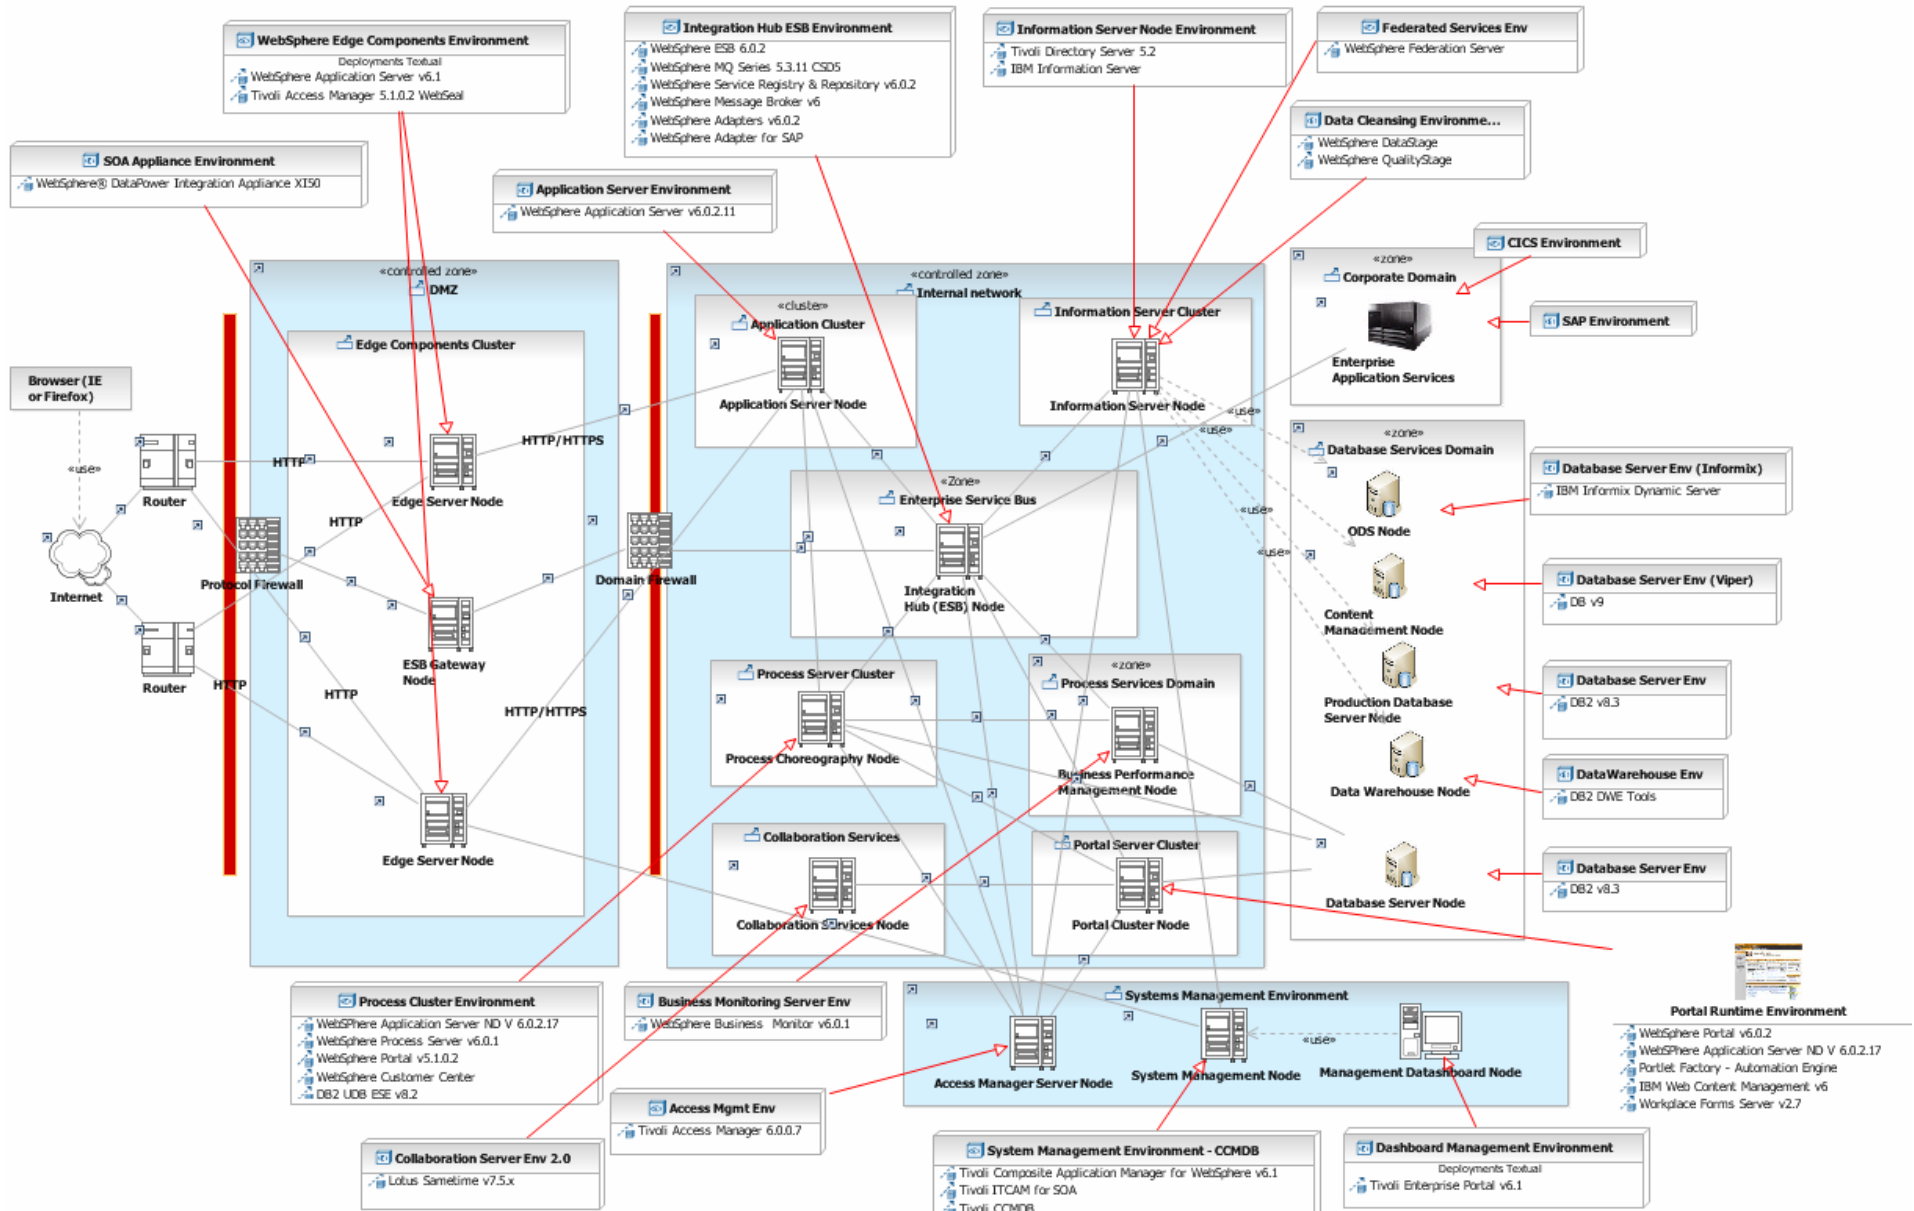 WebSphere Edge Components Environment
Deployments Textual
WebSphere Application Server v6.1
Tivoli Access Manager 5.1.0.2 WebSeal
Integration Hub ESB Environment
WebSphere ESB 6.0.2
WebSphere MQ Series 5.3.11 CSD5
WebSphere Service Registry & Repository v6.0.2
WebSphere Message Broker v6
WebSphere Adapters v6.0.2
WebSphere Adapter for SAP
Information Server Node Environment
Tivoli Directory Server 5.2
IBM Information Server
Federated Services Env
WebSphere Federation Server
Data Cleansing Environme...
WebSphere DataStage
WebSphere QualityStage
SOA Appliance Environment
WebSphere® DataPower Integration Appliance XI50
Application Server Environment
WebSphere Application Server v6.0.2.11
CICS Environment
SAP Environment
«controlled zone»
DMZ
Edge Components Cluster
«controlled zone»
Internal network
«cluster»
Application Cluster
Application Server Node
Information Server Cluster
Information Server Node
«zone»
Corporate Domain
Enterprise
Application Services
Browser (IE
or Firefox)
«use»
Internet
Router
Router
HTTP
HTTP
HTTP
HTTP
HTTP/HTTPS
HTTP/HTTPS
Edge Server Node
Protocol Firewall
ESB Gateway
Node
Edge Server Node
Domain Firewall
«Zone»
Enterprise Service Bus
Integration
Hub (ESB) Node
«use»
«use»
«use»
«use»
«zone»
Database Services Domain
ODS Node
Content
Management Node
Production Database
Server Node
Data Warehouse Node
Database Server Node
Database Server Env (Informix)
IBM Informix Dynamic Server
Database Server Env (Viper)
DB v9
Database Server Env
DB2 v8.3
DataWarehouse Env
DB2 DWE Tools
Database Server Env
DB2 v8.3
Process Server Cluster
Process Choreography Node
«zone»
Process Services Domain
Business Performance
Management Node
Collaboration Services
Collaboration Services Node
Portal Server Cluster
Portal Cluster Node
Process Cluster Environment
WebSPhere Application Server ND V 6.0.2.17
WebSphere Process Server v6.0.1
WebSphere Portal v5.1.0.2
WebSphere Customer Center
DB2 UDB ESE v8.2
Business Monitoring Server Env
WebSphere Business Monitor v6.0.1
Systems Management Environment
Access Manager Server Node
System Management Node
«use»
Management Datashboard Node
Portal Runtime Environment
WebSphere Portal v6.0.2
WebSPhere Application Server ND V 6.0.2.17
Portlet Factory - Automation Engine
IBM Web Content Management v6
Workplace Forms Server v2.7
Access Mgmt Env
Tivoli Access Manager 6.0.0.7
Collaboration Server Env 2.0
Lotus Sametime v7.5.x
System Management Environment - CCMDB
Tivoli Composite Application Manager for WebSphere v6.1
Tivoli ITCAM for SOA
Tivoli CCMDB
Dashboard Management Environment
Deployments Textual
Tivoli Enterprise Portal v6.1